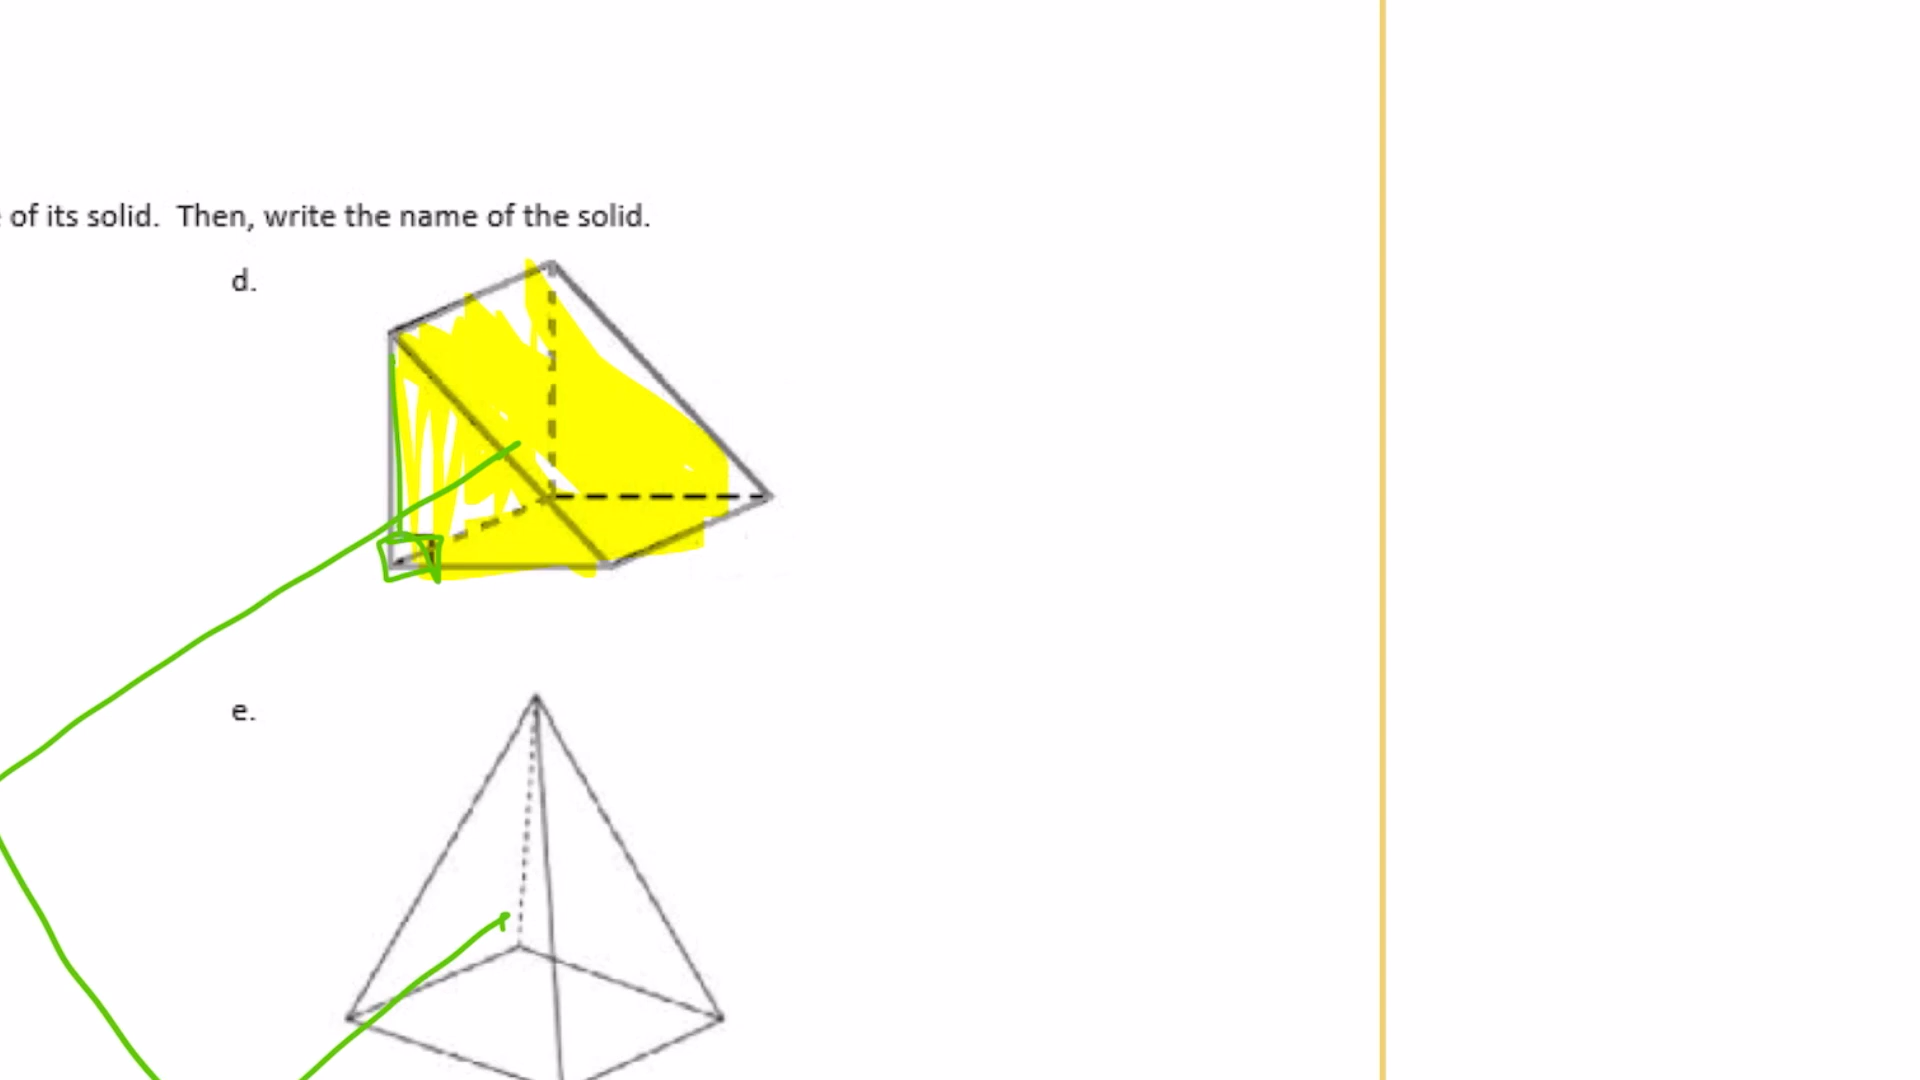 of its solid. Then, write the name of the solid.
d.
e.